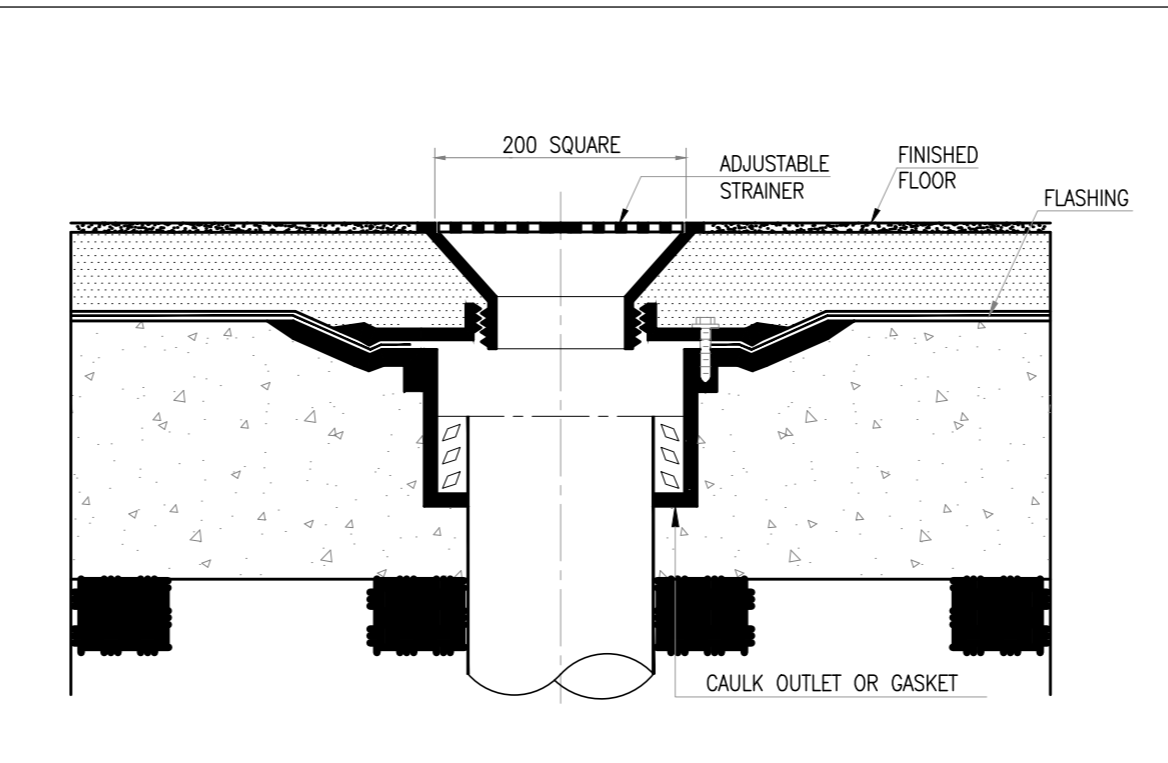 200 SQUARE
ADJUSTABLE
STRAINER
FINISHED
FLOOR
FLASHING
CAULK OUTLET OR GASKET